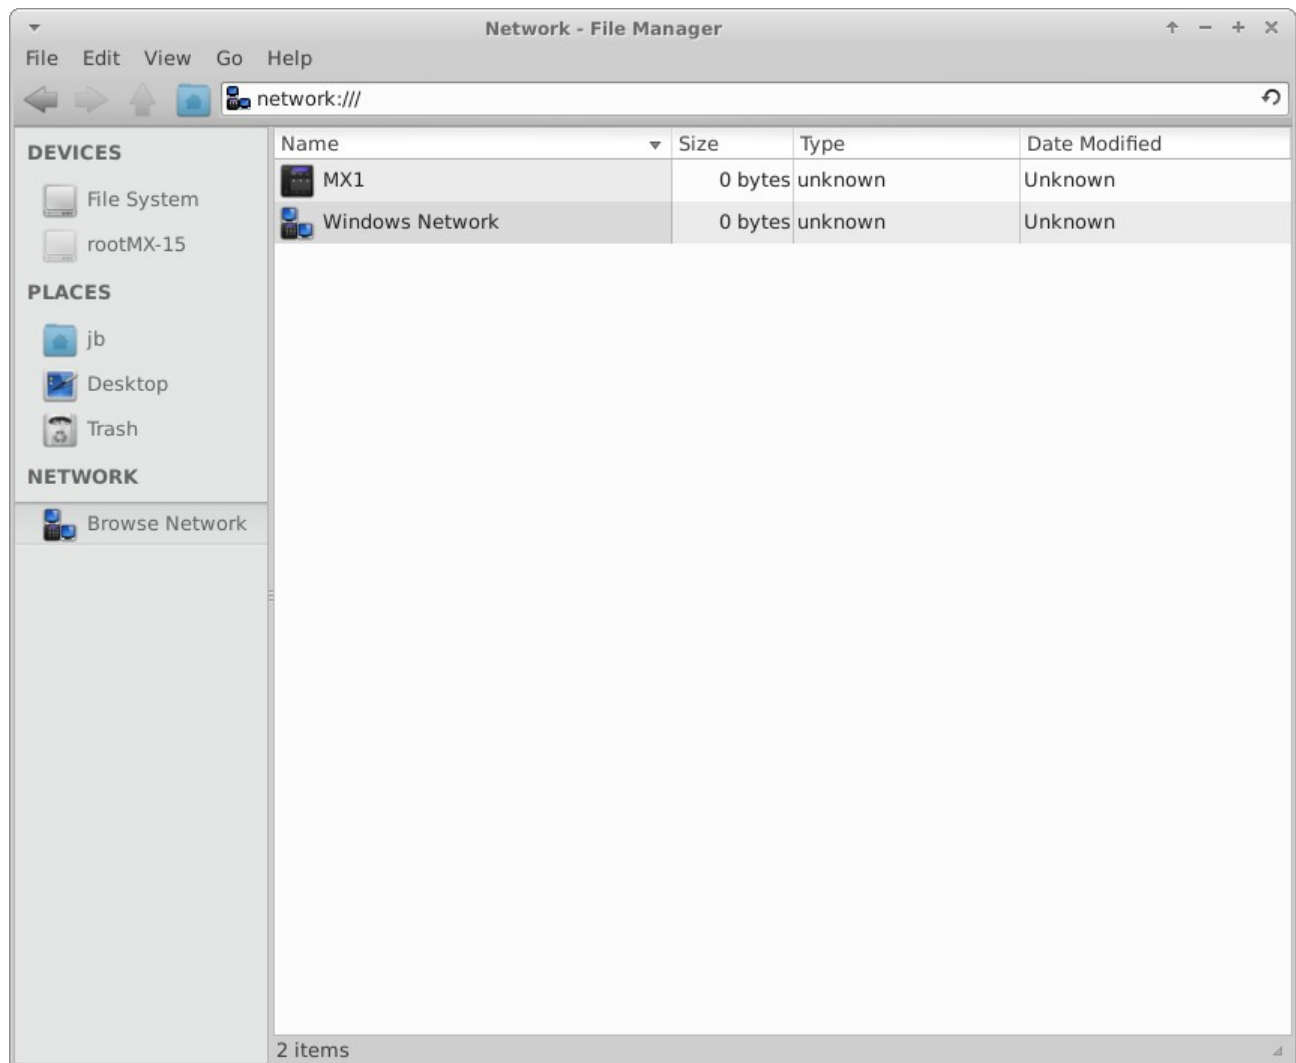 Network - File Manager
File Edit View Go Help
network:///
DEVICES
File System
rootMX-15
PLACES
jb
Desktop
Trash
NETWORK
Browse Network
Name Size Type Date Modified
MX1 0 bytes unknown Unknown
Windows Network 0 bytes unknown Unknown
2 items